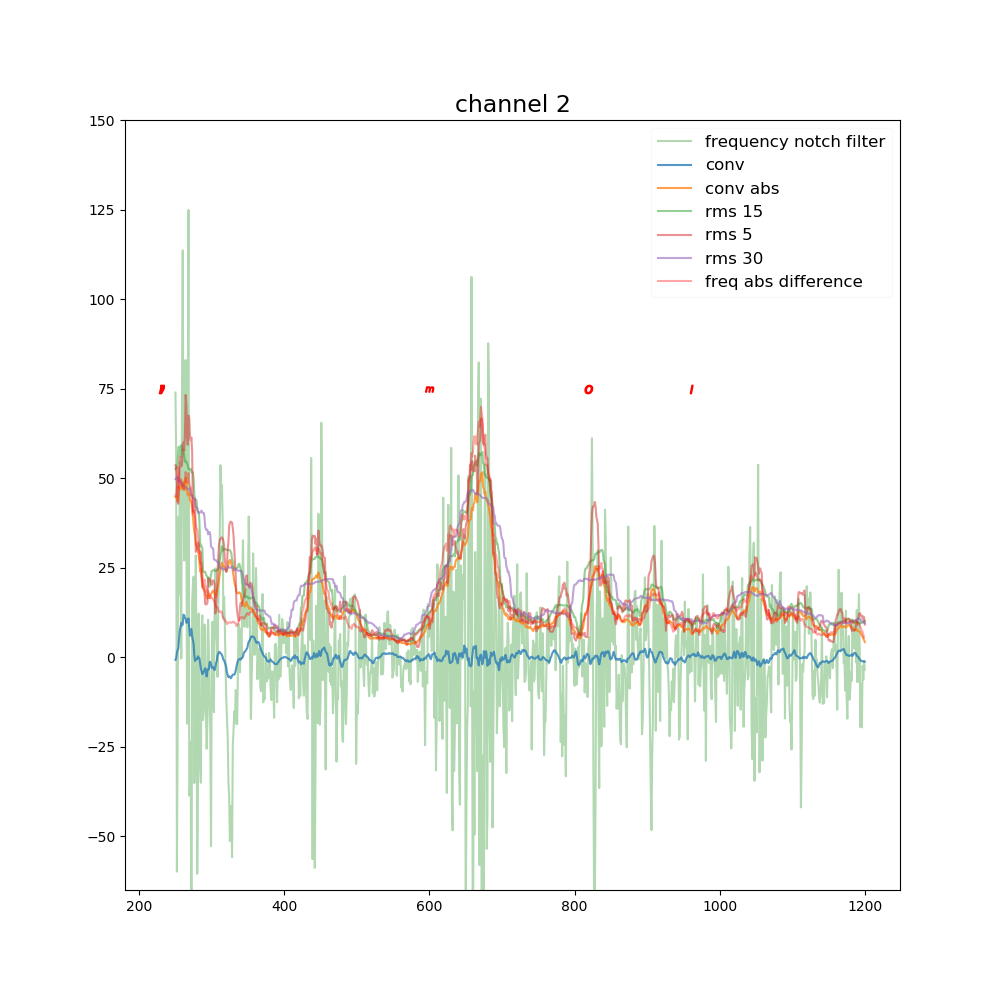 channel 2
150
frequency notch filter
conv
conv abs
rms 15
rms 5
rms 30
freq abs difference
125
100
75
m
o
50
25
0
−25
−50
200 400 600 800 1000 1200